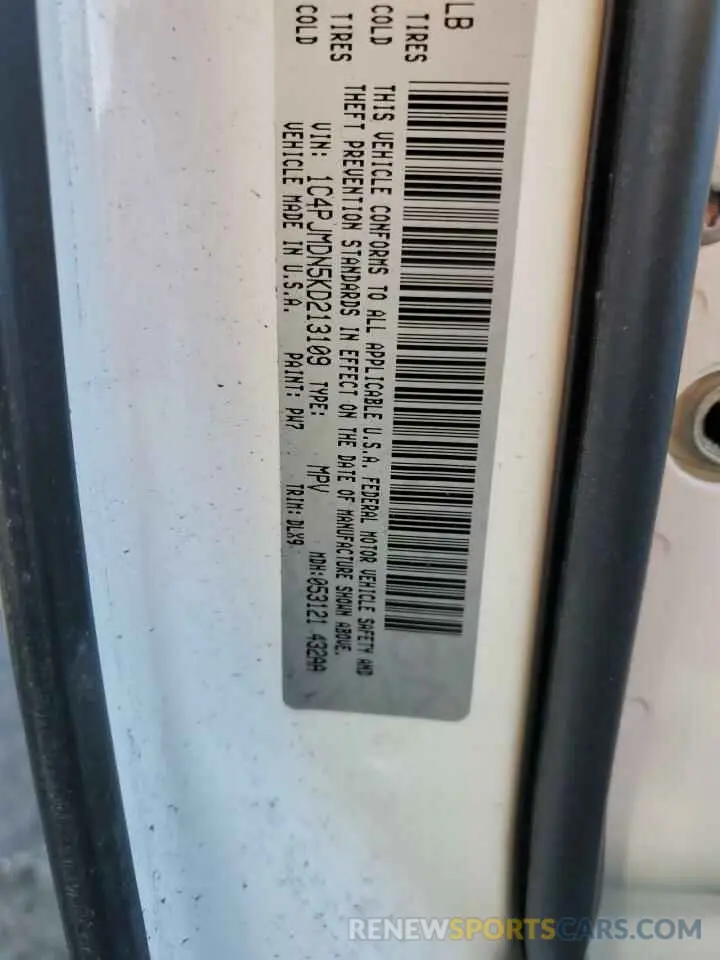 LB
TIRES
COLD
TIRES
COLD
THIS VEHICLE CONFORMS TO ALL APPLICABLE U.S.A. FEDERAL MOTOR VEHICLE SAFETY AND
THEFT PREVENTION STANDARDS IN EFFECT ON THE DATE OF MANUFACTURE SHOWN ABOVE.
VIN: 1C4PJMDN5KD213109 TYPE: MPV MDH:053121 432AA
VEHICLE MADE IN U.S.A. PAINT: PW7 TRIM: DLX9
RENEWSPORTSCARS.COM